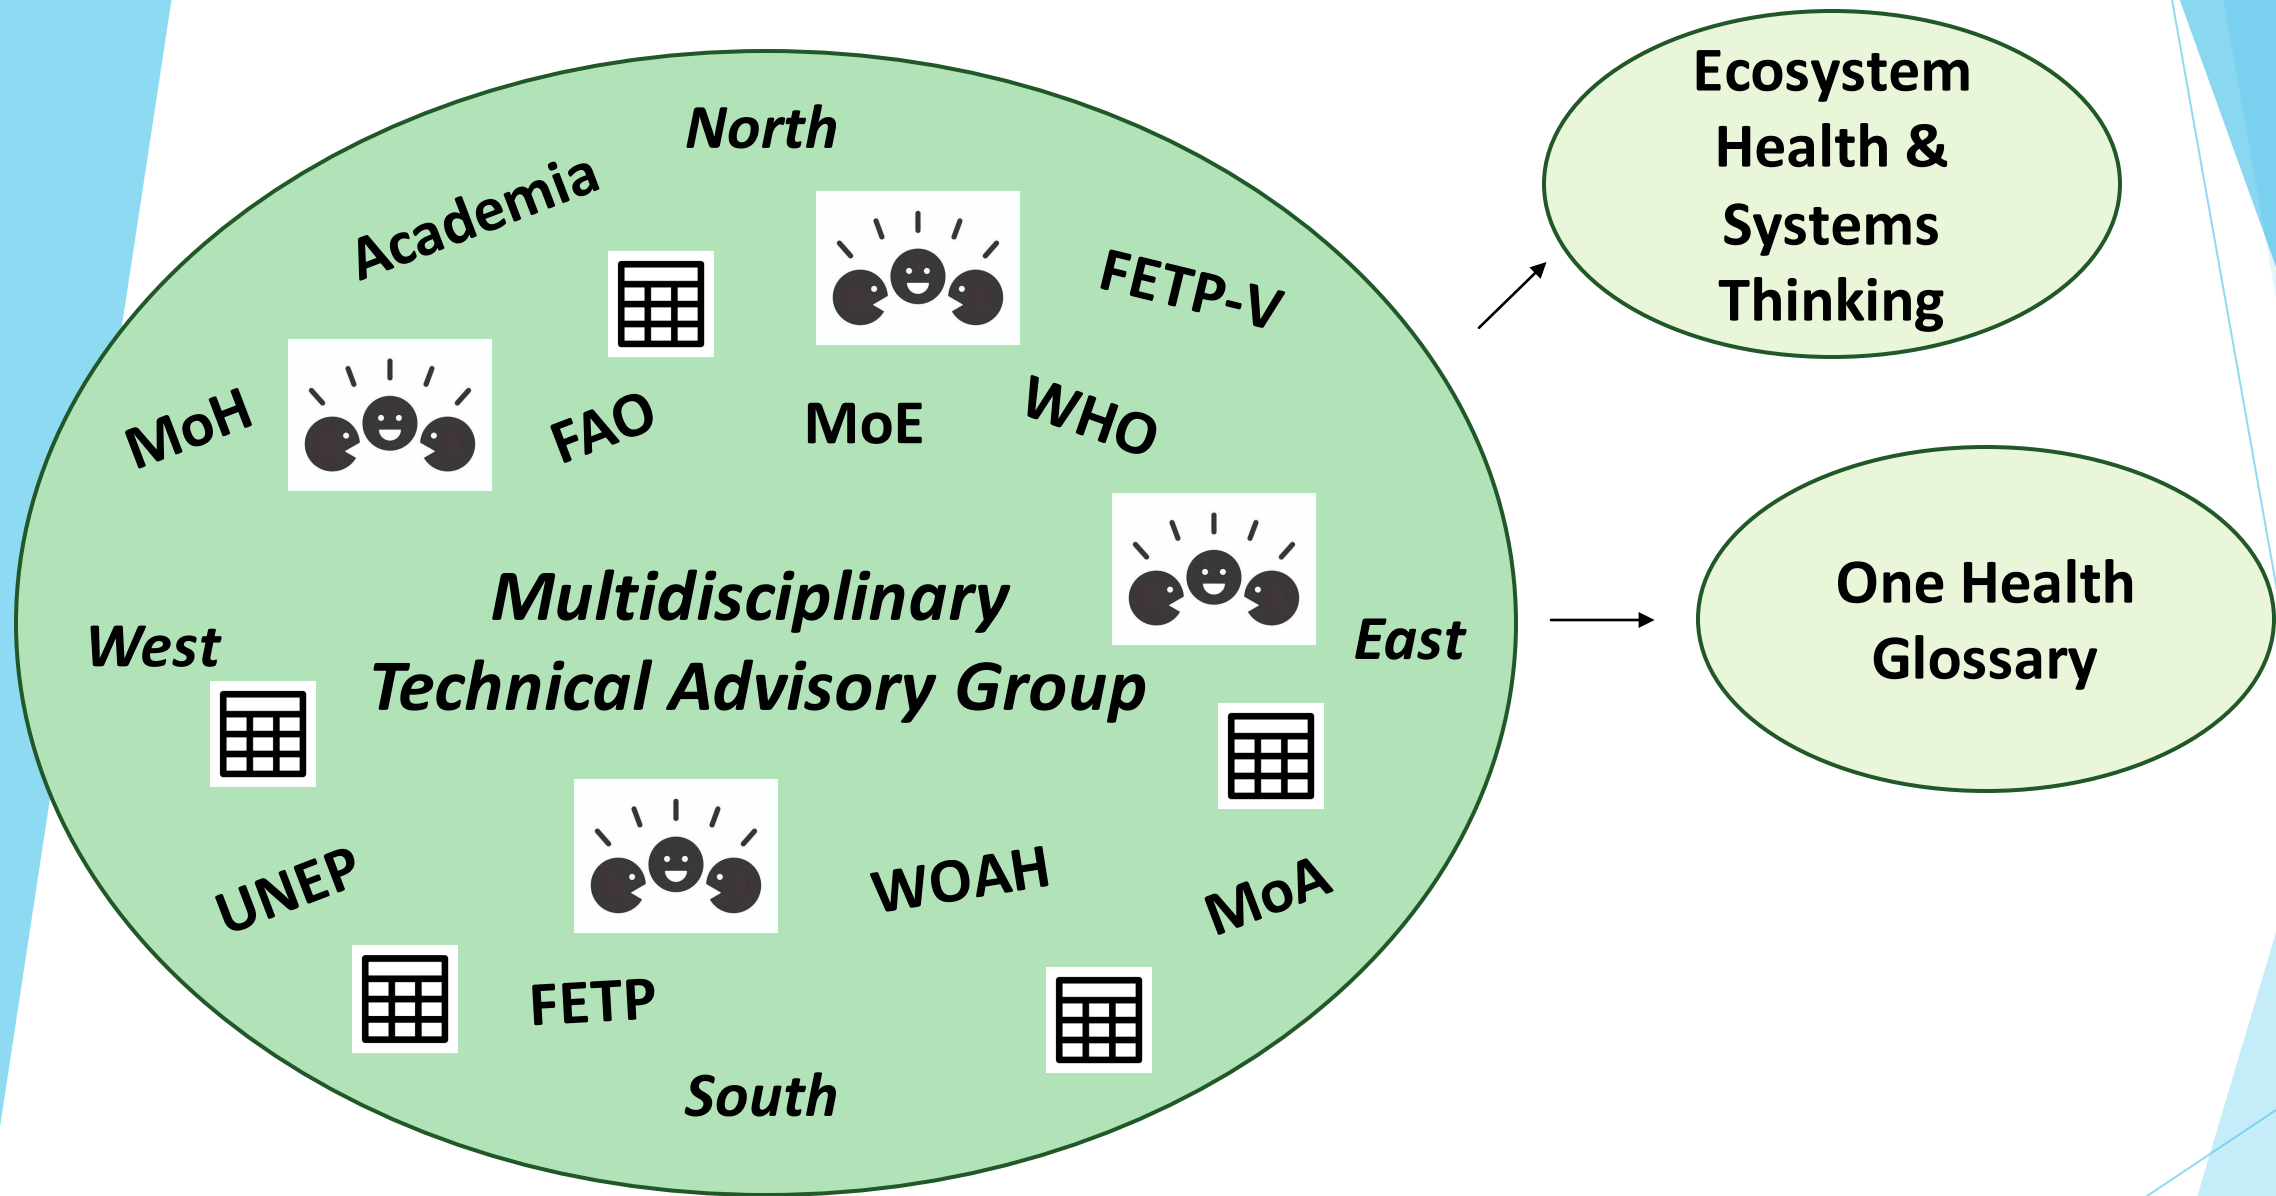 North
Academia
FETP-V
MoH
FAO
MoE
WHO
Multidisciplinary
Technical Advisory Group
West
East
UNEP
WOAH
MoA
FETP
South
Ecosystem
Health &
Systems
Thinking
One Health
Glossary